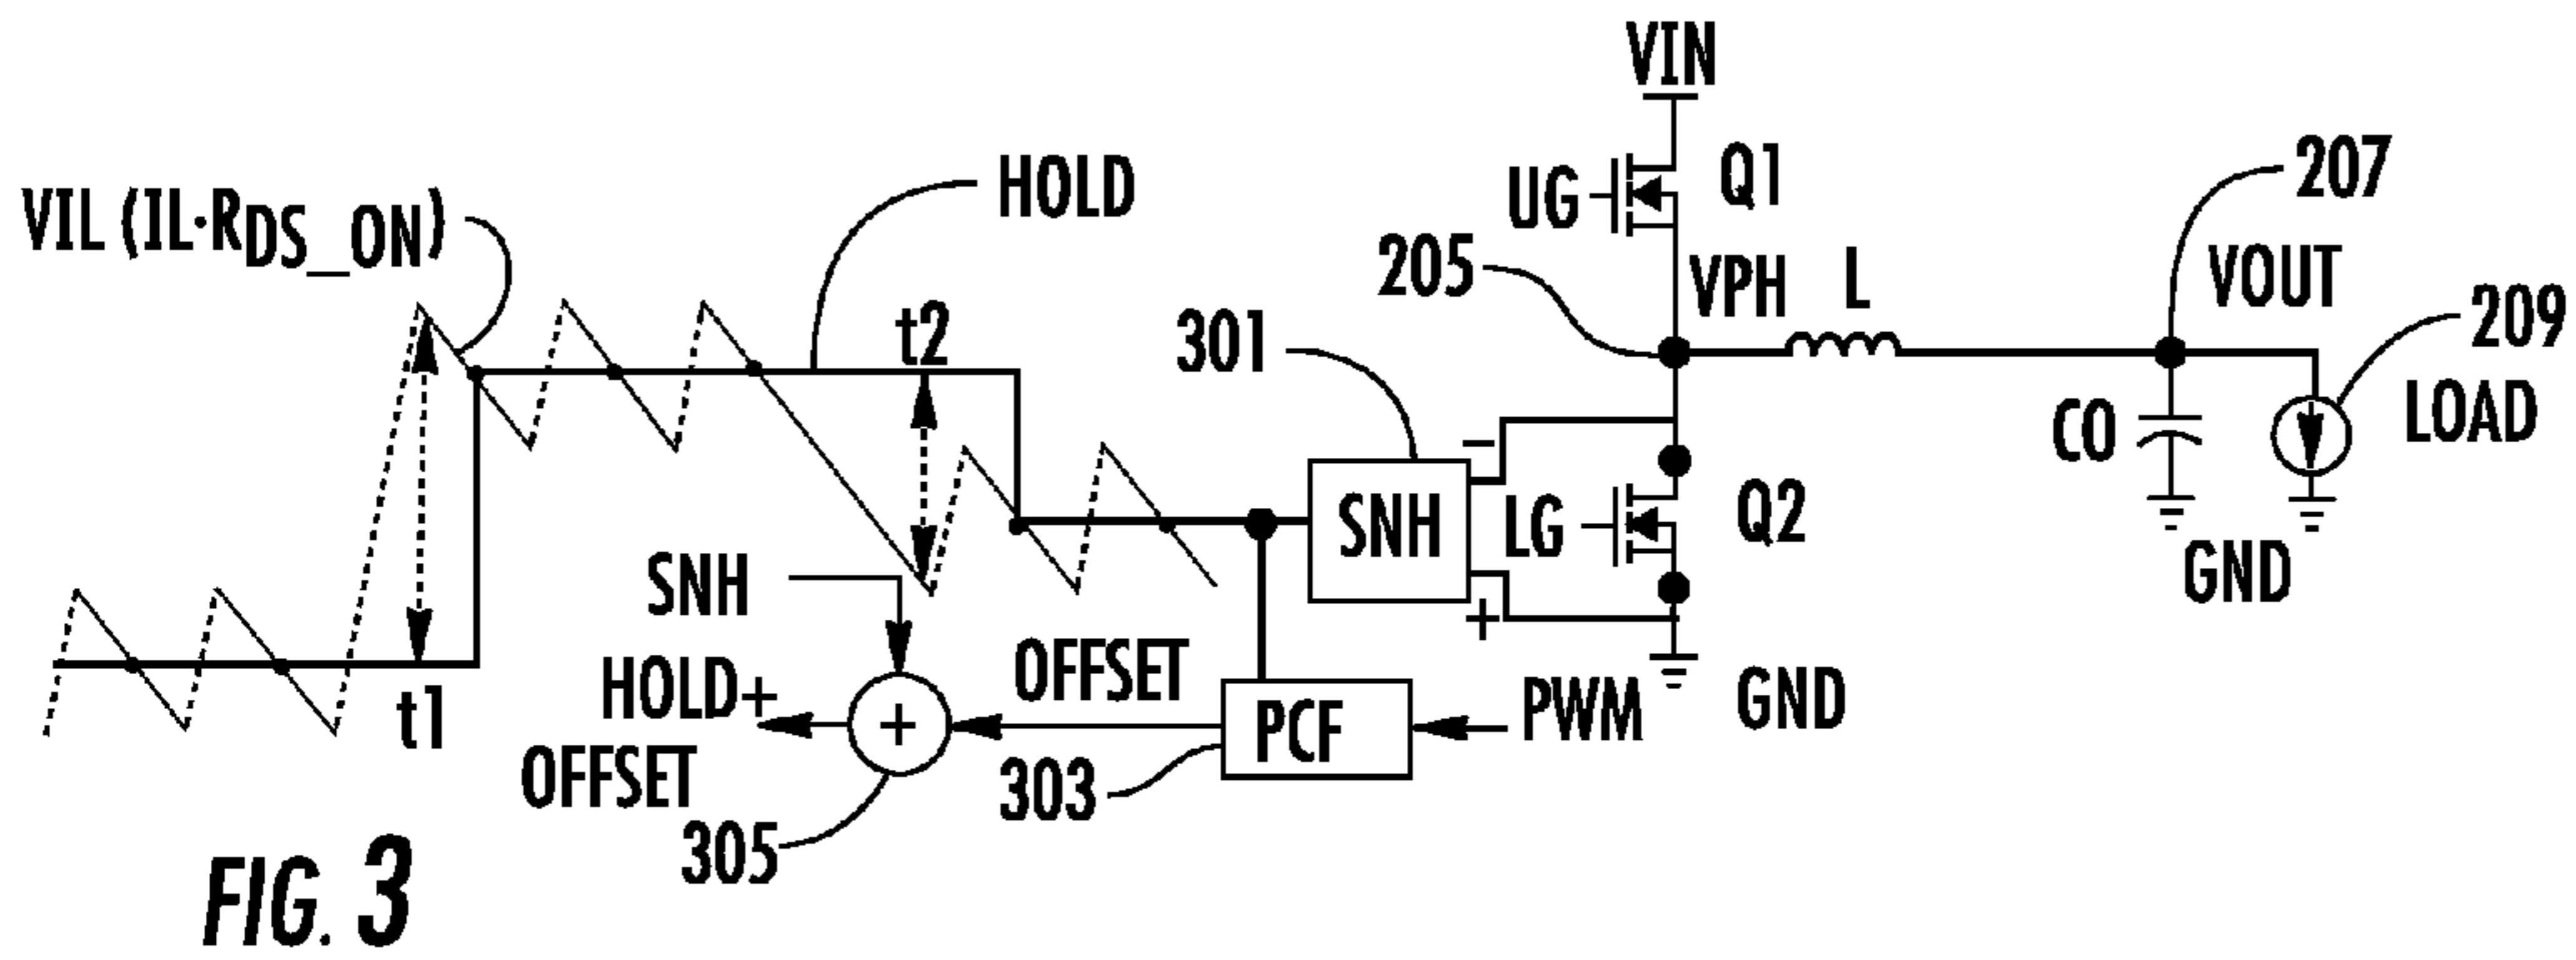 VIN
HOLD
Q1
207
VIL (IL·RDS_ON)
UG
205
VPH
L
VOUT
209
t2
301
CO
LOAD
−
SNH
LG
Q2
SNH
GND
+
OFFSET
HOLD+
OFFSET
+
PCF
PWM
GND
t1
303
305
FIG. 3